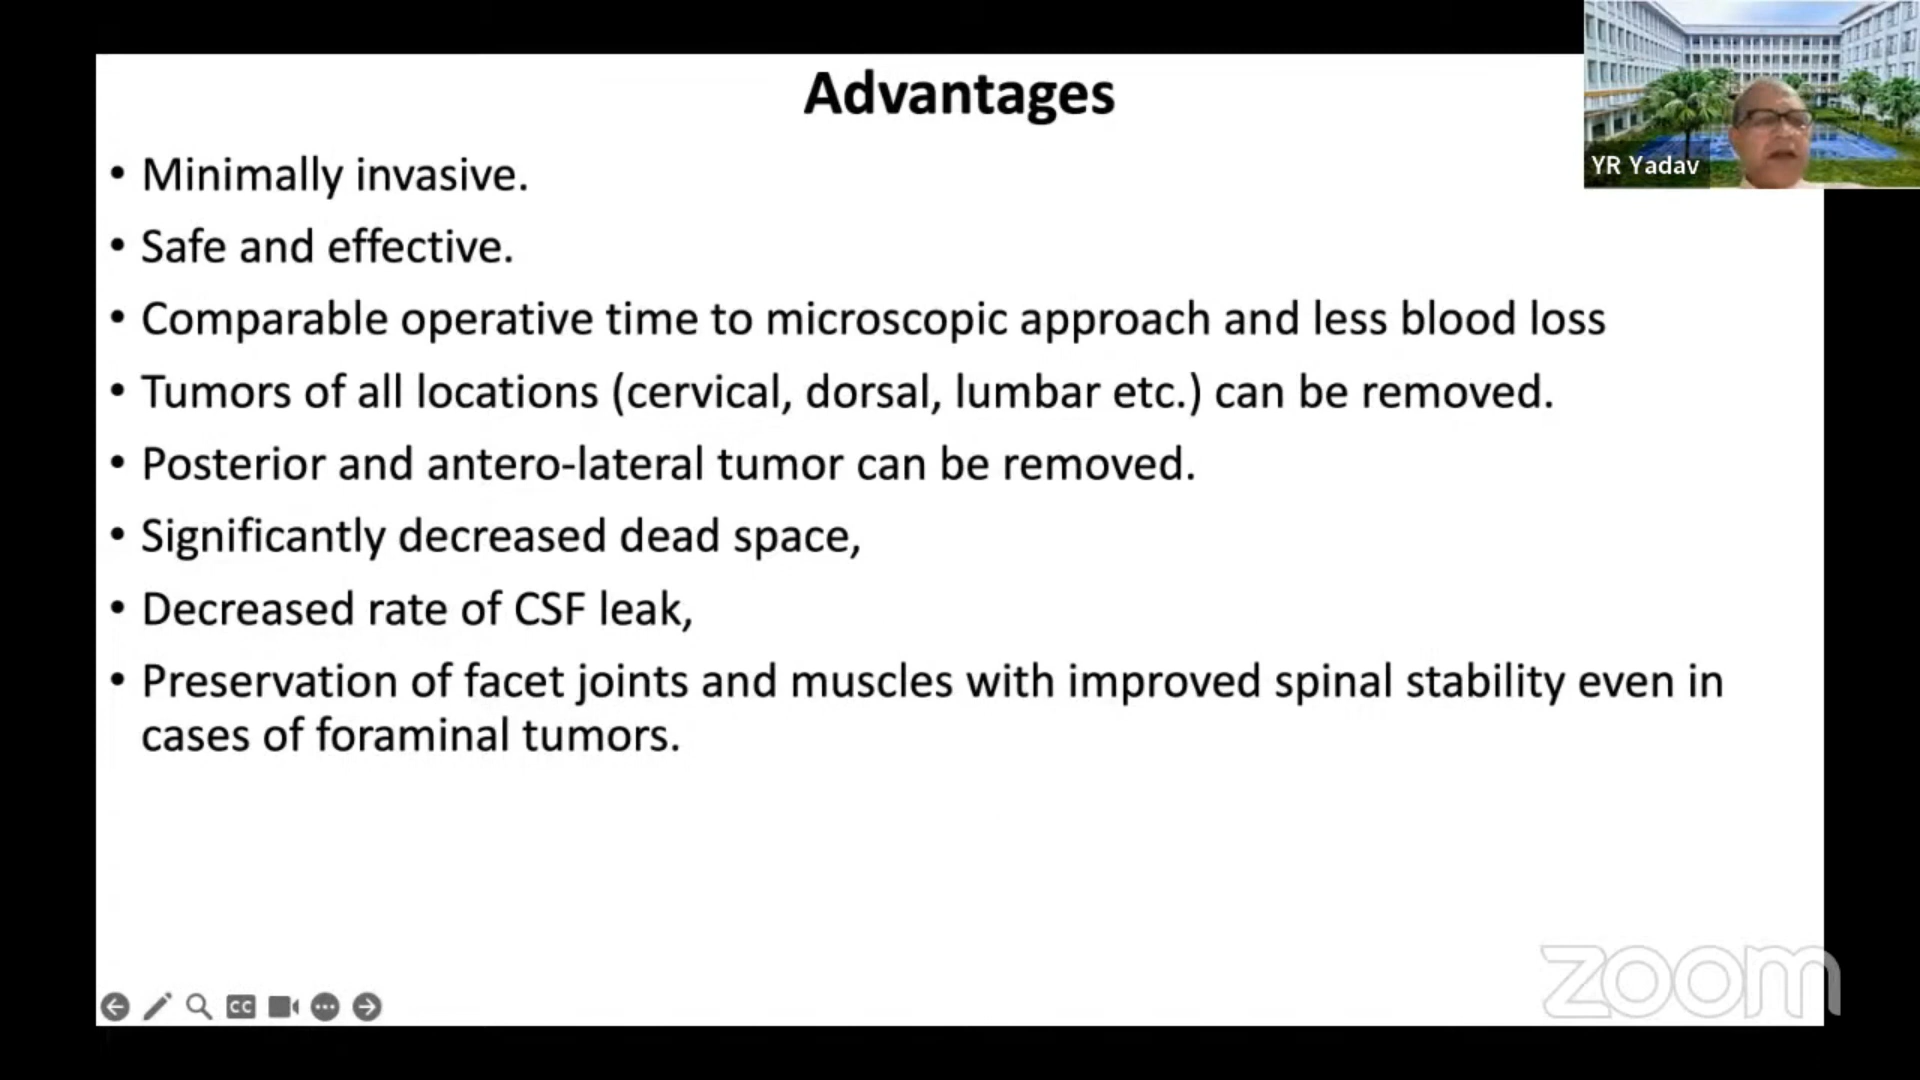 Advantages
YR Yadav
• Minimally invasive.
• Safe and effective.
• Comparable operative time to microscopic approach and less blood loss
• Tumors of all locations (cervical, dorsal, lumbar etc.) can be removed.
• Posterior and antero-lateral tumor can be removed.
• Significantly decreased dead space,
• Decreased rate of CSF leak,
• Preservation of facet joints and muscles with improved spinal stability even in
cases of foraminal tumors.
CC
zoom